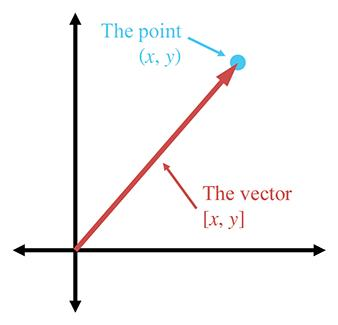 The point
(x, y)
The vector
[x, y]